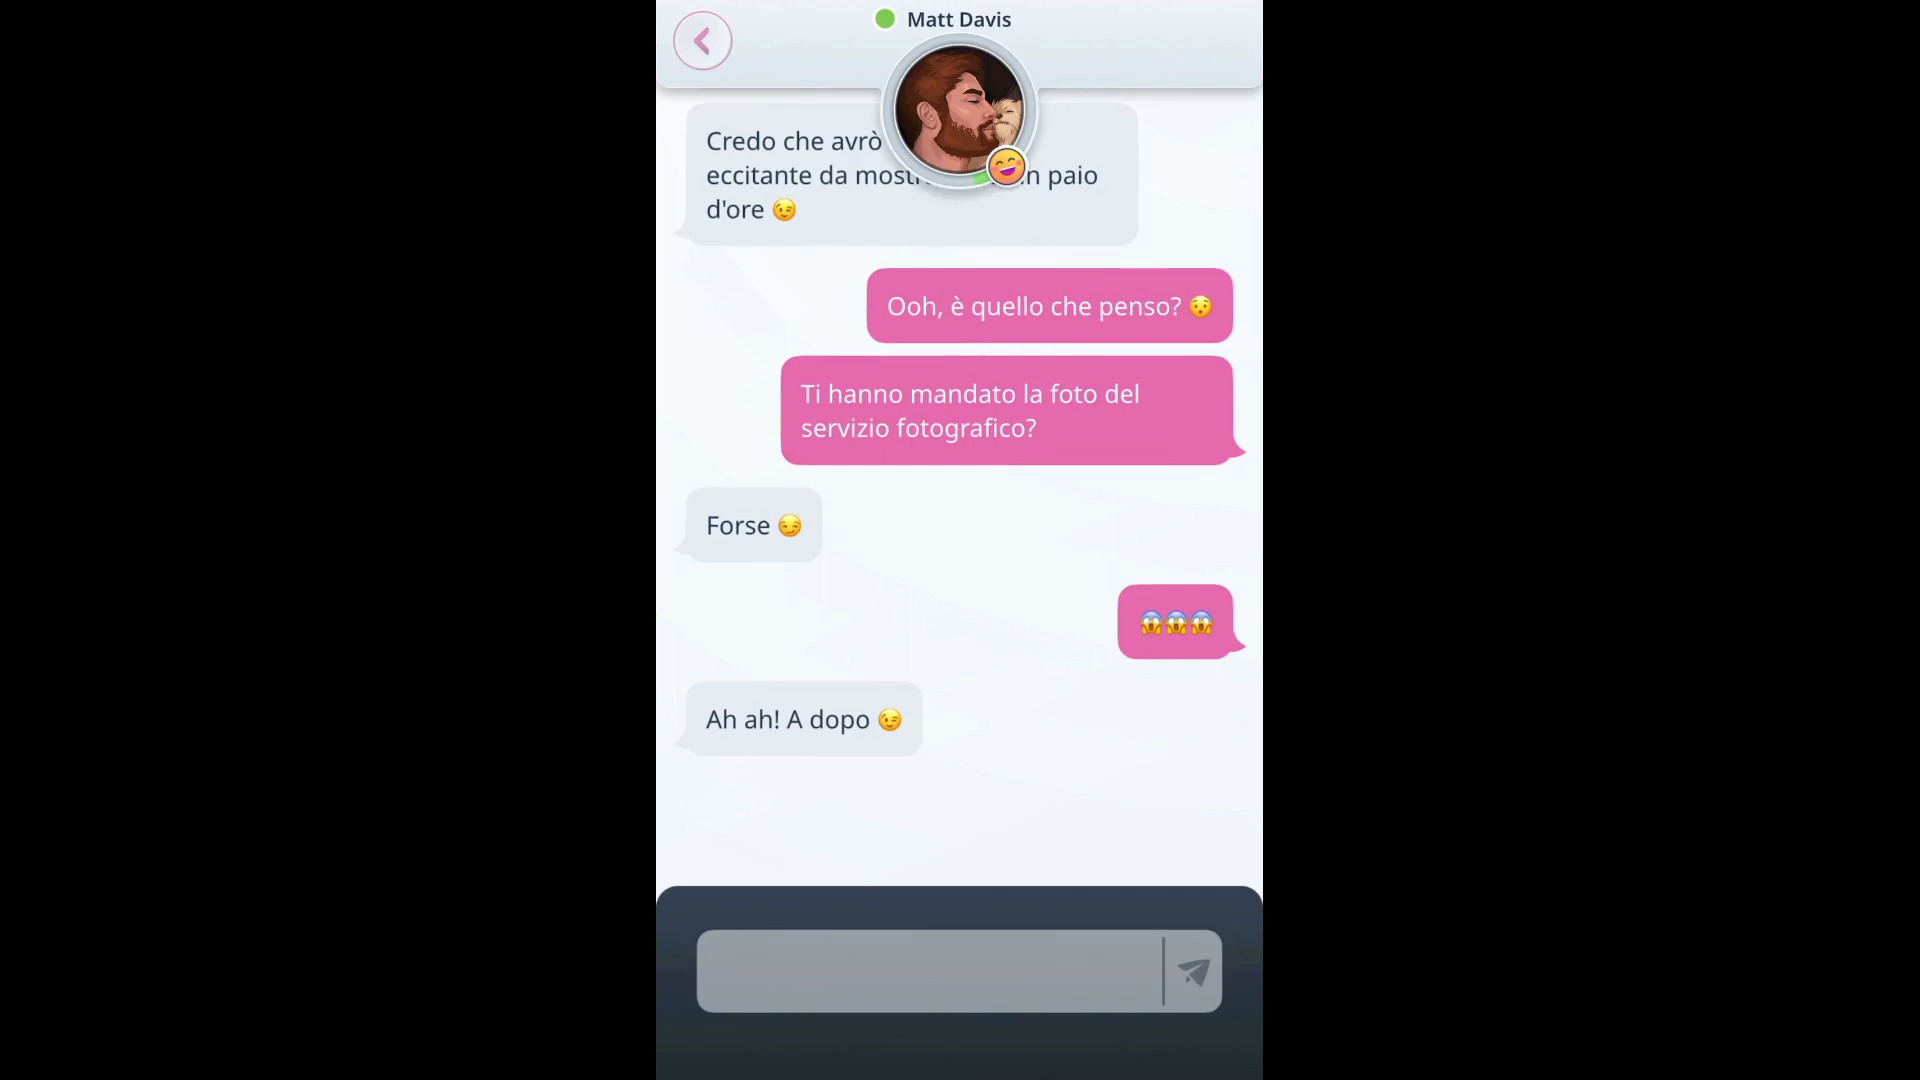 Matt Davis
Credo che avrò
eccitante da most n paio
d'ore 😉
Ooh, è quello che penso? 😯
Ti hanno mandato la foto del
servizio fotografico?
Forse 😏
😱😱😱
Ah ah! A dopo 😉